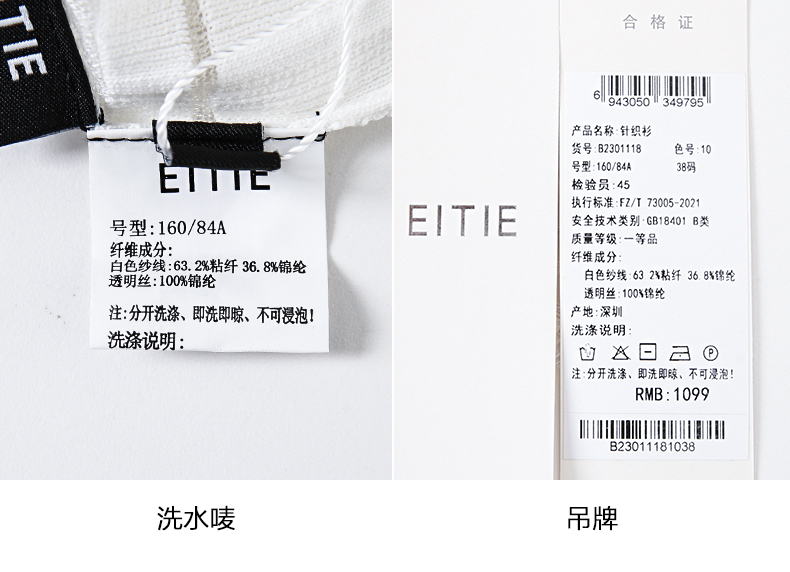 EITIE
EITIE
号型:160/84A
纤维成分:
白色纱线:63.2%粘纤 36.8%锦纶
透明丝:100%锦纶
注:分开洗涤、即洗即晾、不可浸泡!
洗涤说明:
洗水唛
EITIE
合格证
6 943050 349795
产品名称:针织衫
货号:B2301118 色号:10
号型:160/84A 38码
检验员:45
执行标准:FZ/T 73005-2021
安全技术类别:GB18401 B类
质量等级:一等品
纤维成分:
白色纱线:63 2%粘纤 36.8%锦纶
透明丝:100%锦纶
产地:深圳
洗涤说明:
P
注:分开洗涤、即洗即晾、不可浸泡!
RMB:1099
B23011181038
吊牌